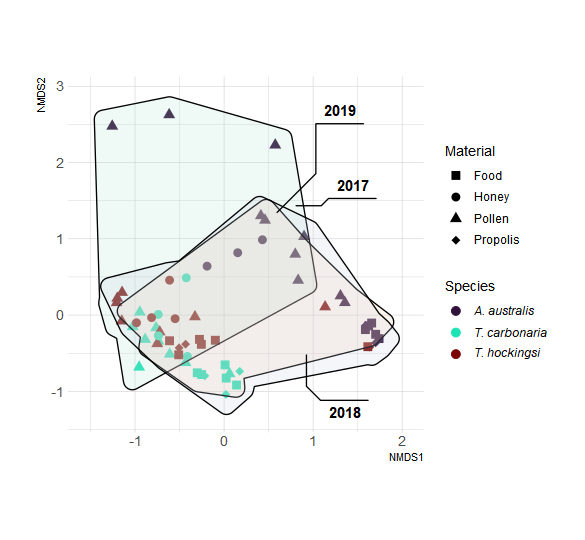 NMDS2
3
2
1
0
-1
-1
0
1
2
NMDS1
2019
2017
2018
Material
Food
Honey
Pollen
Propolis
Species
A. australis
T. carbonaria
T. hockingsi